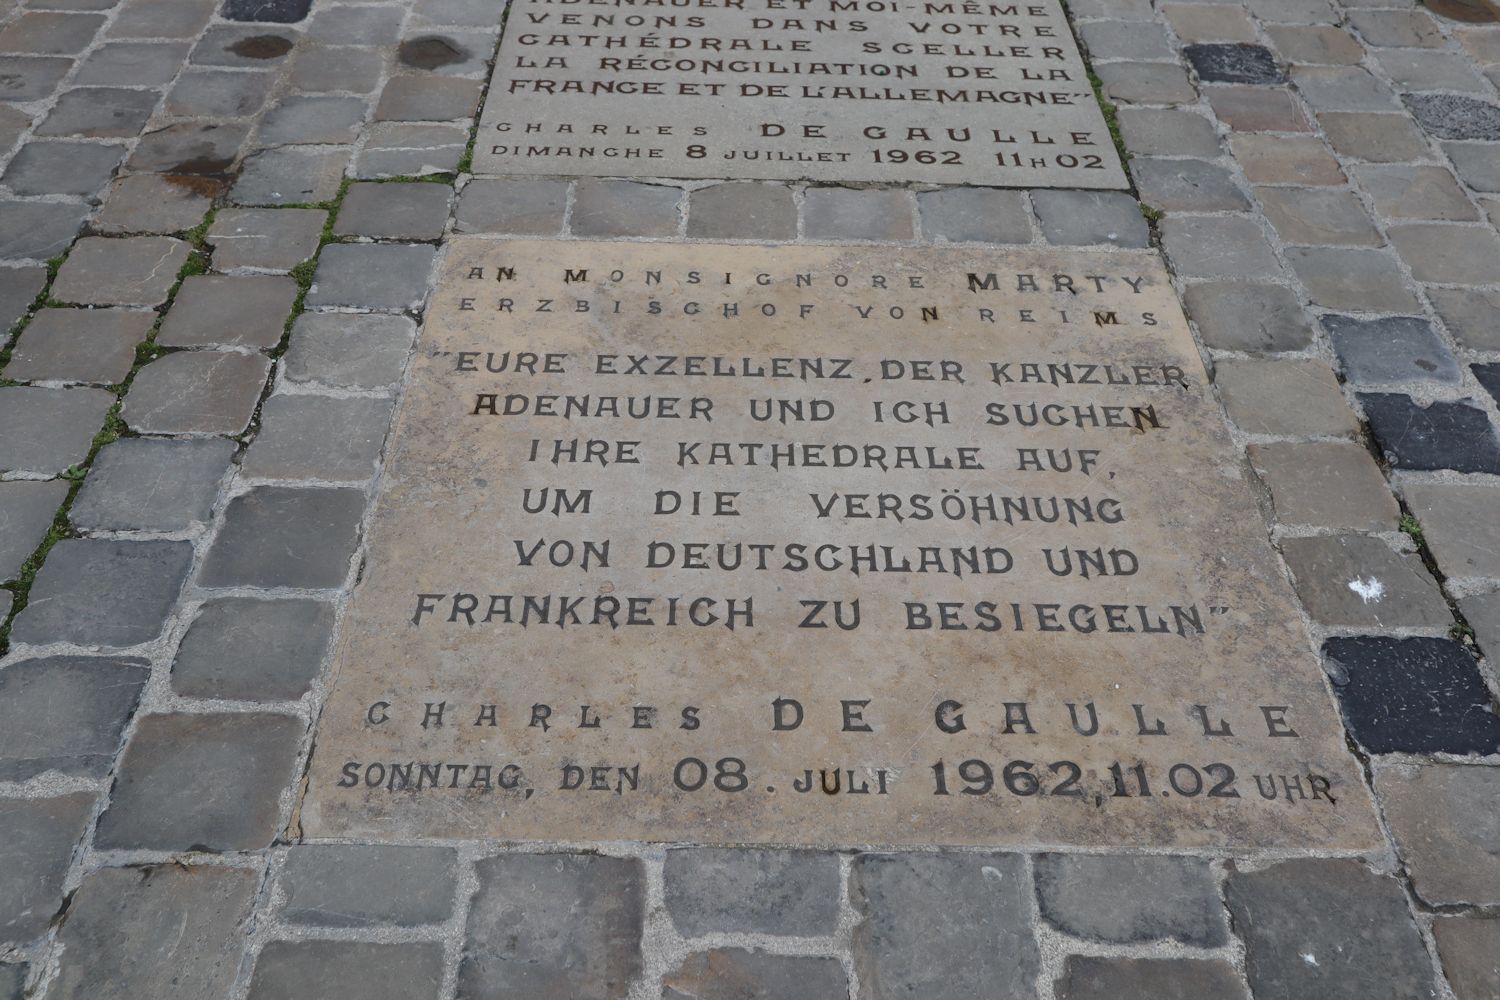 ADENAUER ET MOI-MÊME
VENONS DANS VOTRE
CATHÉDRALE SCELLER
LA RÉCONCILIATION DE LA
FRANCE ET DE L'ALLEMAGNE"
CHARLES DE GAULLE
DIMANCHE 8 JUILLET 1962 11H02
AN MONSIGNORE MARTY
ERZBISCHOF VON REIMS
"EURE EXZELLENZ, DER KANZLER
ADENAUER UND ICH SUCHEN
IHRE KATHEDRALE AUF,
UM DIE VERSÖHNUNG
VON DEUTSCHLAND UND
FRANKREICH ZU BESIEGELN"
CHARLES DE GAULLE
SONNTAG, DEN 08. JULI 1962, 11.02 UHR